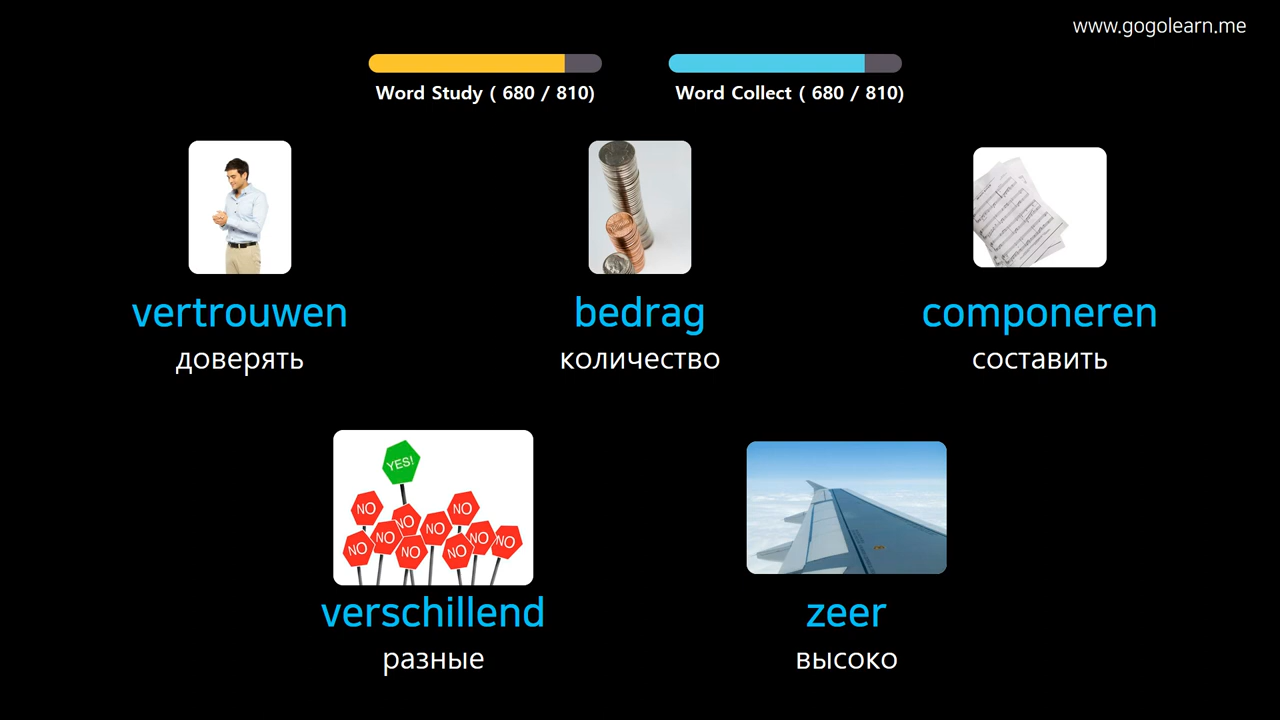 www.gogolearn.me
Word Study ( 680 / 810)
Word Collect ( 680 / 810)
vertrouwen
доверять
bedrag
количество
componeren
составить
YES!
NO
NO
NO
NO
NO
NO
NO
NO
NO
NO
verschillend
разные
zeer
высоко